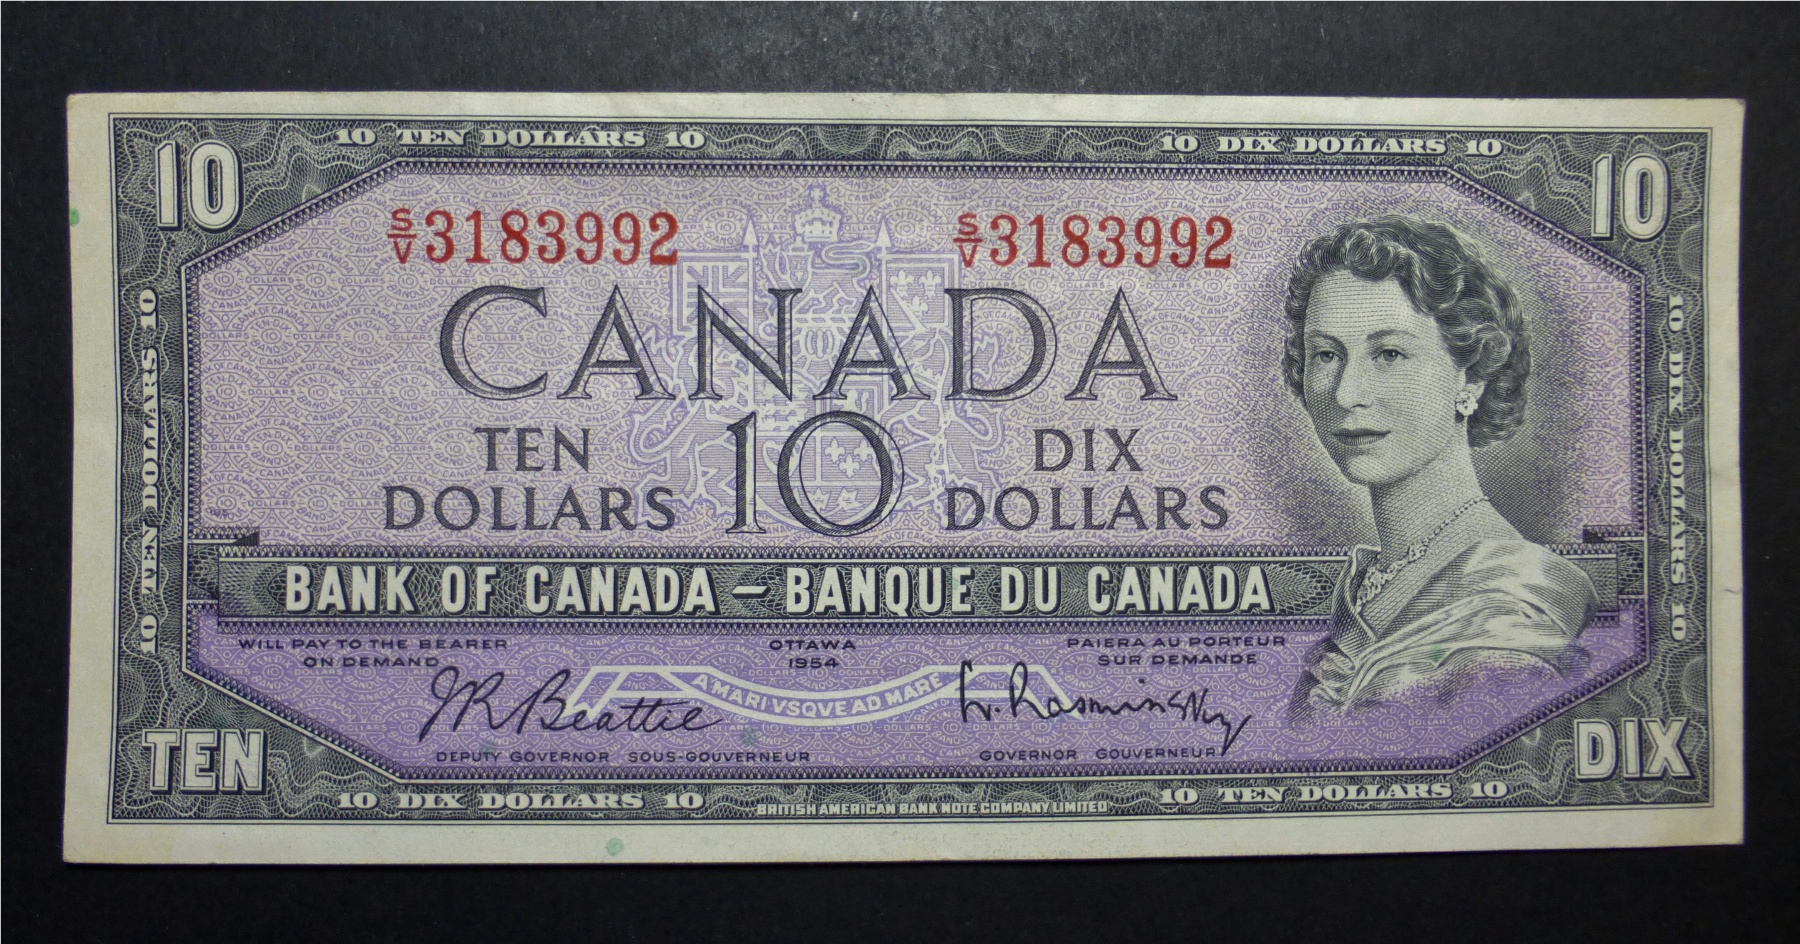 10 TEN DOLLARS 10
10 DIX DOLLARS 10
10
10
S/V 3183992
S/V 3183992
CANADA
TEN DOLLARS
10
DIX DOLLARS
10 TEN DOLLARS 10
10 DIX DOLLARS 10
BANK OF CANADA – BANQUE DU CANADA
WILL PAY TO THE BEARER
ON DEMAND
OTTAWA
1954
PAIERA AU PORTEUR
SUR DEMANDE
A MARI VSQVE AD MARE
JR Beattie
L. Rasminsky
DEPUTY GOVERNOR SOUS-GOUVERNEUR
GOVERNOR GOUVERNEUR
TEN
DIX
10 DIX DOLLARS 10
BRITISH AMERICAN BANK NOTE COMPANY LIMITED
10 TEN DOLLARS 10